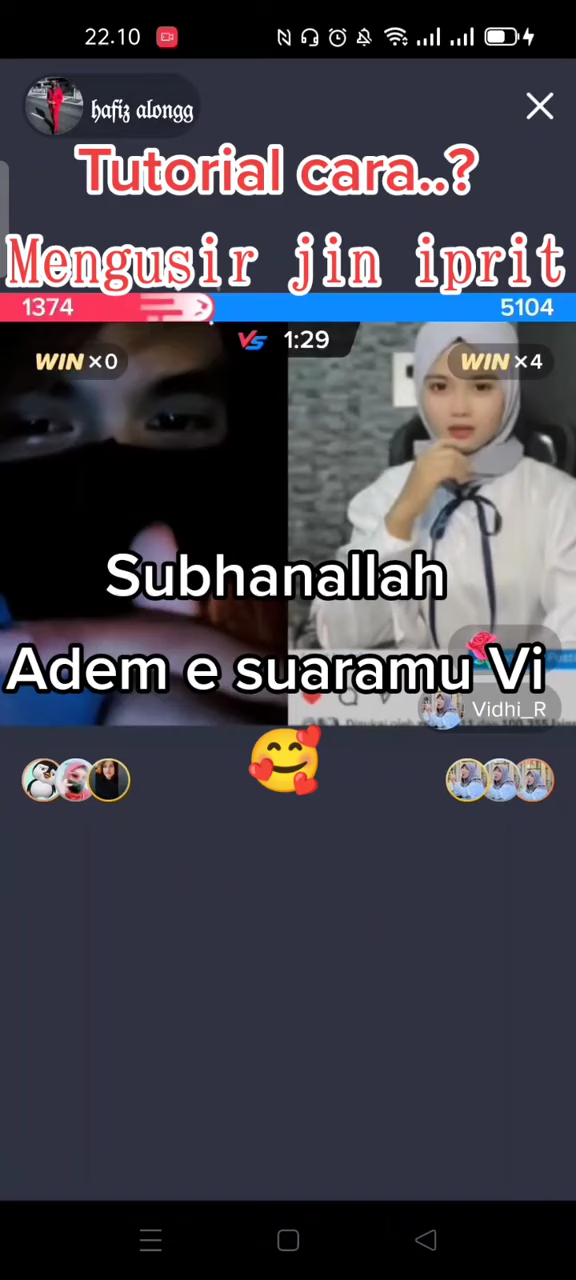 22.10
hafiz alongg
Tutorial cara..?
Mengusir jin iprit
1374
5104
VS 1:29
WIN ×0
WIN ×4
Subhanallah
Adem e suaramu Vi
Vidhi_R